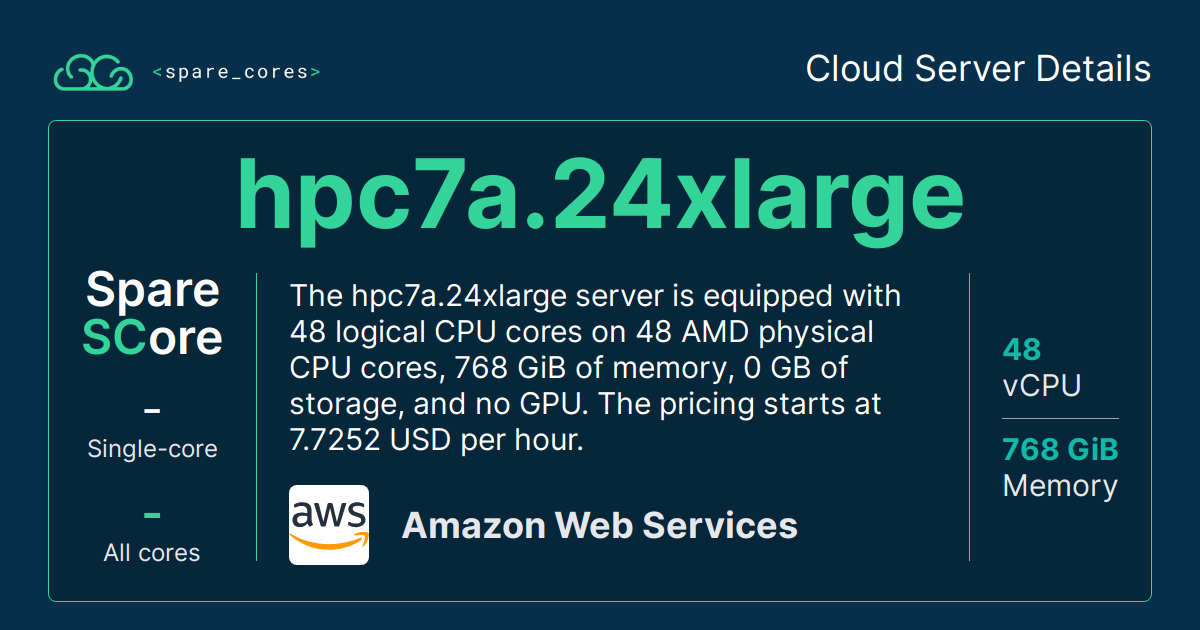 <spare_cores>
Cloud Server Details
hpc7a.24xlarge
Spare
SCore
-
Single-core
-
All cores
The hpc7a.24xlarge server is equipped with
48 logical CPU cores on 48 AMD physical
CPU cores, 768 GiB of memory, 0 GB of
storage, and no GPU. The pricing starts at
7.7252 USD per hour.
aws
Amazon Web Services
48
vCPU
768 GiB
Memory